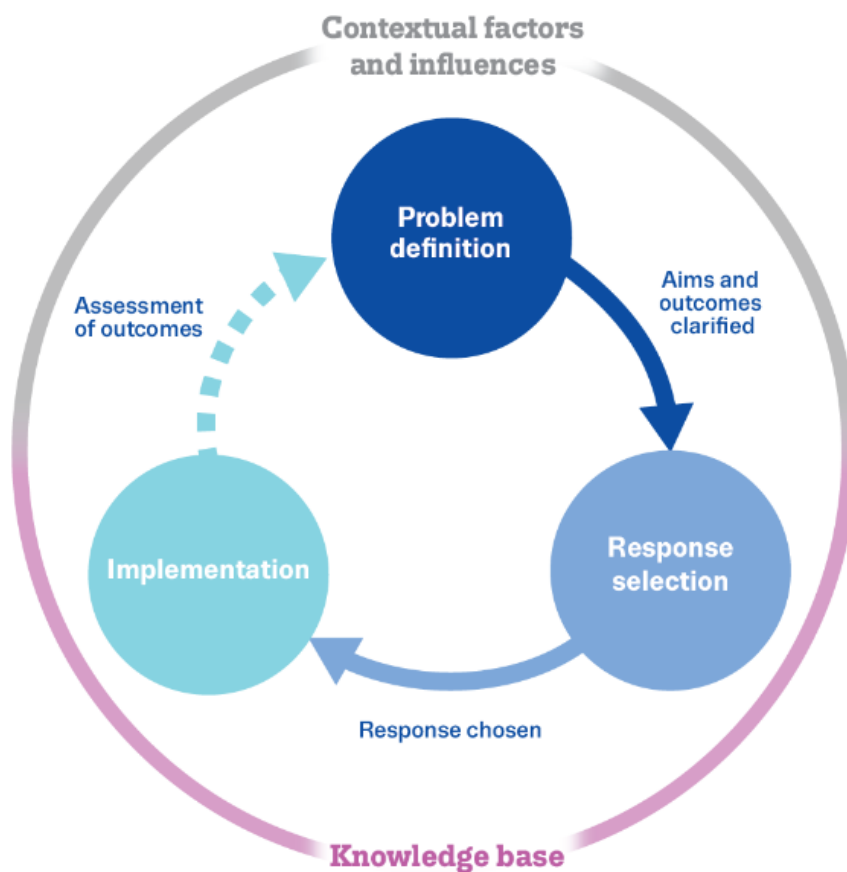 Contextual factors
and influences
Problem
definition
Aims and
outcomes
clarified
Assessment
of outcomes
Response
selection
Implementation
Response chosen
Knowledge base